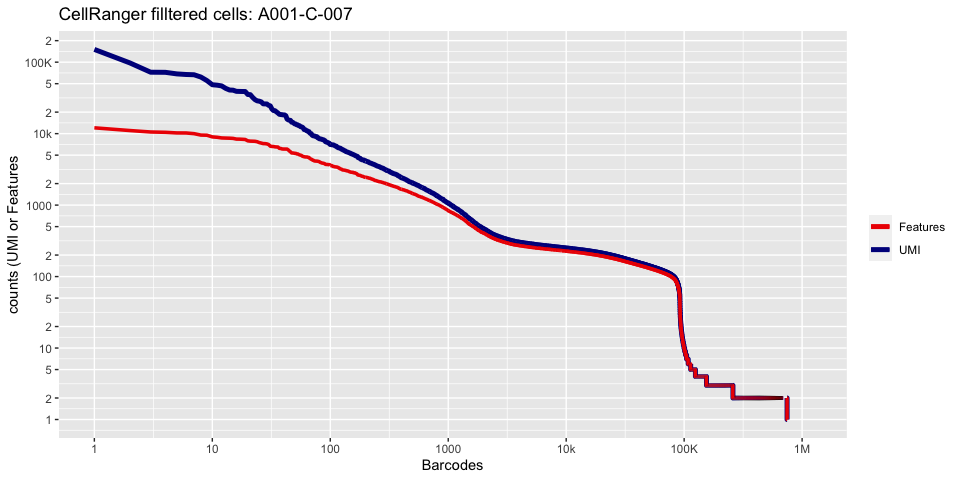 CellRanger filltered cells: A001-C-007
counts (UMI or Features
2
100K
5
2
10k
5
2
1000
5
2
100
5
2
10
5
2
1
1
10
100
1000
10k
100K
1M
Barcodes
Features
UMI